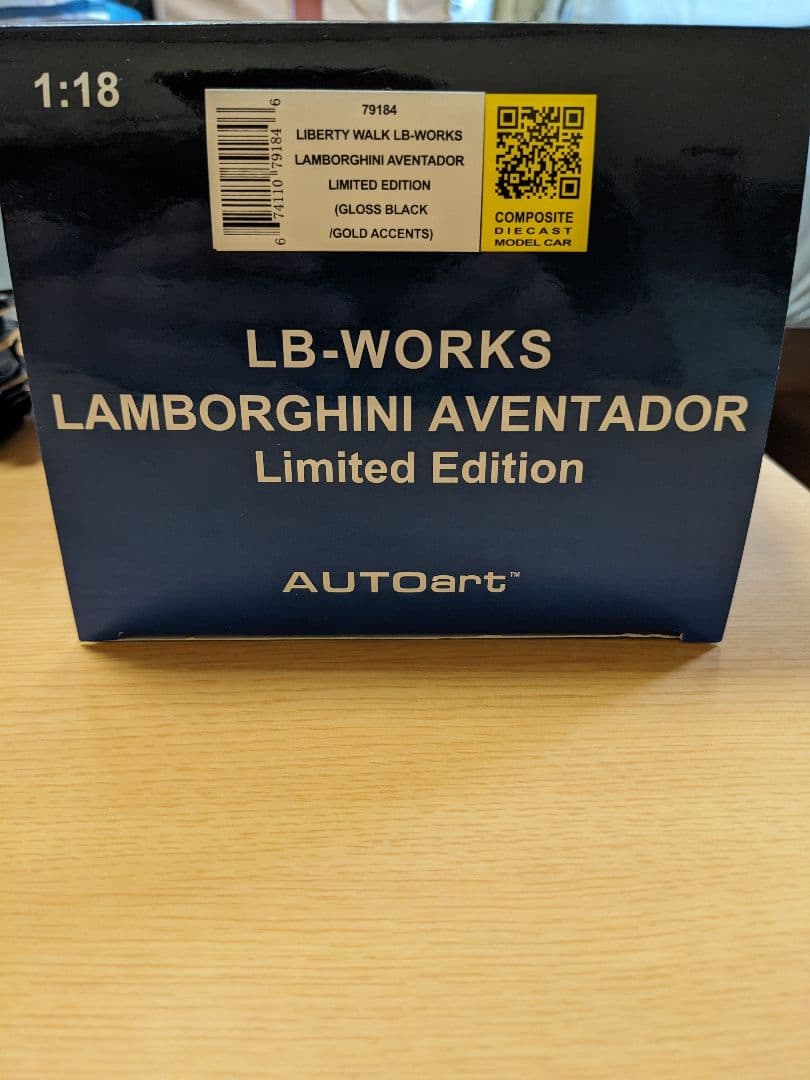 1:18
6 74110 79184 6
79184
LIBERTY WALK LB-WORKS
LAMBORGHINI AVENTADOR
LIMITED EDITION
(GLOSS BLACK
/GOLD ACCENTS)
COMPOSITE
DIECAST
MODEL CAR
LB-WORKS
LAMBORGHINI AVENTADOR
Limited Edition
AUTOart™